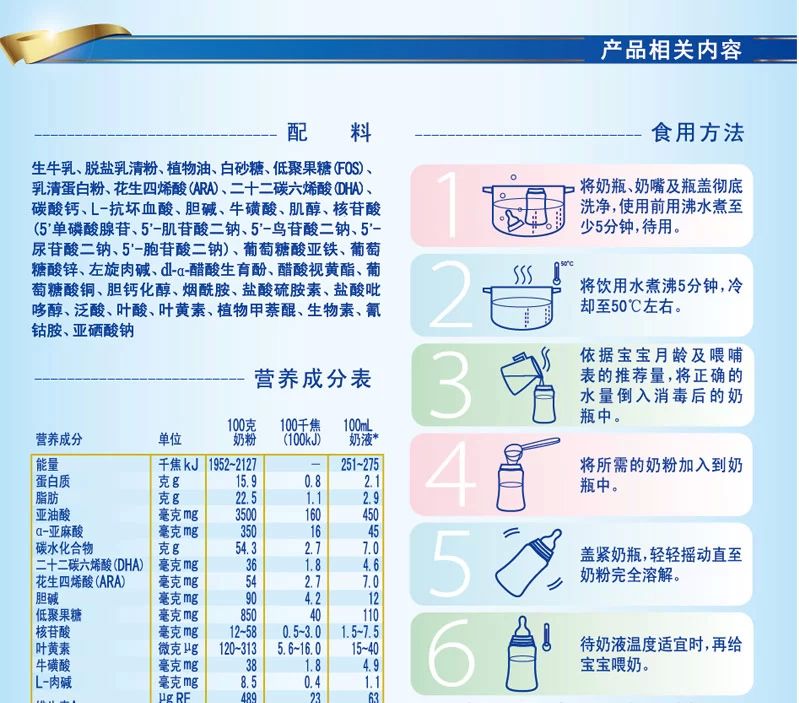 产品相关内容
配 料
生牛乳、脱盐乳清粉、植物油、白砂糖、低聚果糖(FOS)、
乳清蛋白粉、花生四烯酸(ARA)、二十二碳六烯酸(DHA)、
碳酸钙、L-抗坏血酸、胆碱、牛磺酸、肌醇、核苷酸
(5'单磷酸腺苷、5'-肌苷酸二钠、5'-鸟苷酸二钠、5'-
尿苷酸二钠、5'-胞苷酸二钠)、葡萄糖酸亚铁、葡萄
糖酸锌、左旋肉碱、dl-α-醋酸生育酚、醋酸视黄酯、葡
萄糖酸铜、胆钙化醇、烟酰胺、盐酸硫胺素、盐酸吡
哆醇、泛酸、叶酸、叶黄素、植物甲萘醌、生物素、氰
钴胺、亚硒酸钠
营养成分表
营养成分 单位 100克奶粉 100千焦(100kJ) 100mL奶液*
能量 千焦 kJ 1952~2127 — 251~275
蛋白质 克 g 15.9 0.8 2.1
脂肪 克 g 22.5 1.1 2.9
亚油酸 毫克 mg 3500 160 450
α-亚麻酸 毫克 mg 350 16 45
碳水化合物 克 g 54.3 2.7 7.0
二十二碳六烯酸(DHA) 毫克 mg 36 1.8 4.6
花生四烯酸(ARA) 毫克 mg 54 2.7 7.0
胆碱 毫克 mg 90 4.2 12
低聚果糖 毫克 mg 850 40 110
核苷酸 毫克 mg 12~58 0.5~3.0 1.5~7.5
叶黄素 微克 μg 120~313 5.6~16.0 15~40
牛磺酸 毫克 mg 38 1.8 4.9
L-肉碱 毫克 mg 8.5 0.4 1.1
μg RE 489 23 63
食用方法
1
将奶瓶、奶嘴及瓶盖彻底
洗净，使用前用沸水煮至
少5分钟，待用。
2
50°C
将饮用水煮沸5分钟，冷
却至50℃左右。
3
依据宝宝月龄及喂哺
表的推荐量，将正确的
水量倒入消毒后的奶
瓶中。
4
将所需的奶粉加入到奶
瓶中。
5
盖紧奶瓶，轻轻摇动直至
奶粉完全溶解。
6
待奶液温度适宜时，再给
宝宝喂奶。